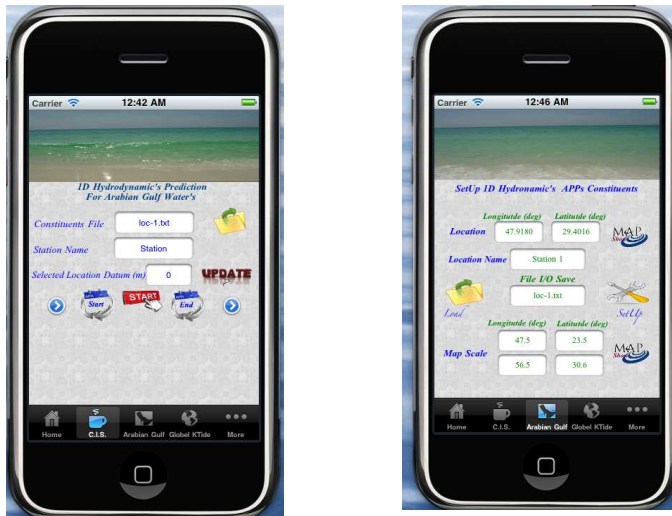 Carrier 12:42 AM
1D Hydrodynamic's Prediction
For Arabian Gulf Water's
Constituents File loc-1.txt
Station Name Station
Selected Location Datum (m) 0 UPDATE
Start START End
Home C.I.S. Arabian Gulf Globel KTide More
Carrier 12:46 AM
SetUp 1D Hydronamic's APPs Constituents
Longitutde (deg) Latitutde (deg)
Location 47.9180 29.4016 MAP
Location Name Station 1
File I/O Save
loc-1.txt
Load SetUp
Longitutde (deg) Latitutde (deg)
47.5 23.5
Map Scale MAP
56.5 30.6
Home C.I.S. Arabian Gulf Globel KTide More